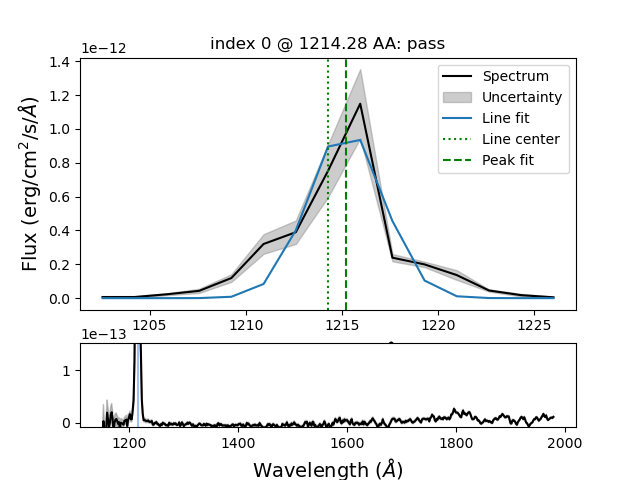 index 0 @ 1214.28 AA: pass
1e−12
1.4
1.2
1.0
0.8
0.6
0.4
0.2
0.0
Flux (erg/cm²/s/Å)
Spectrum
Uncertainty
Line fit
Line center
Peak fit
1205 1210 1215 1220 1225
1e−13
1
0
1200 1400 1600 1800 2000
Wavelength (Å)